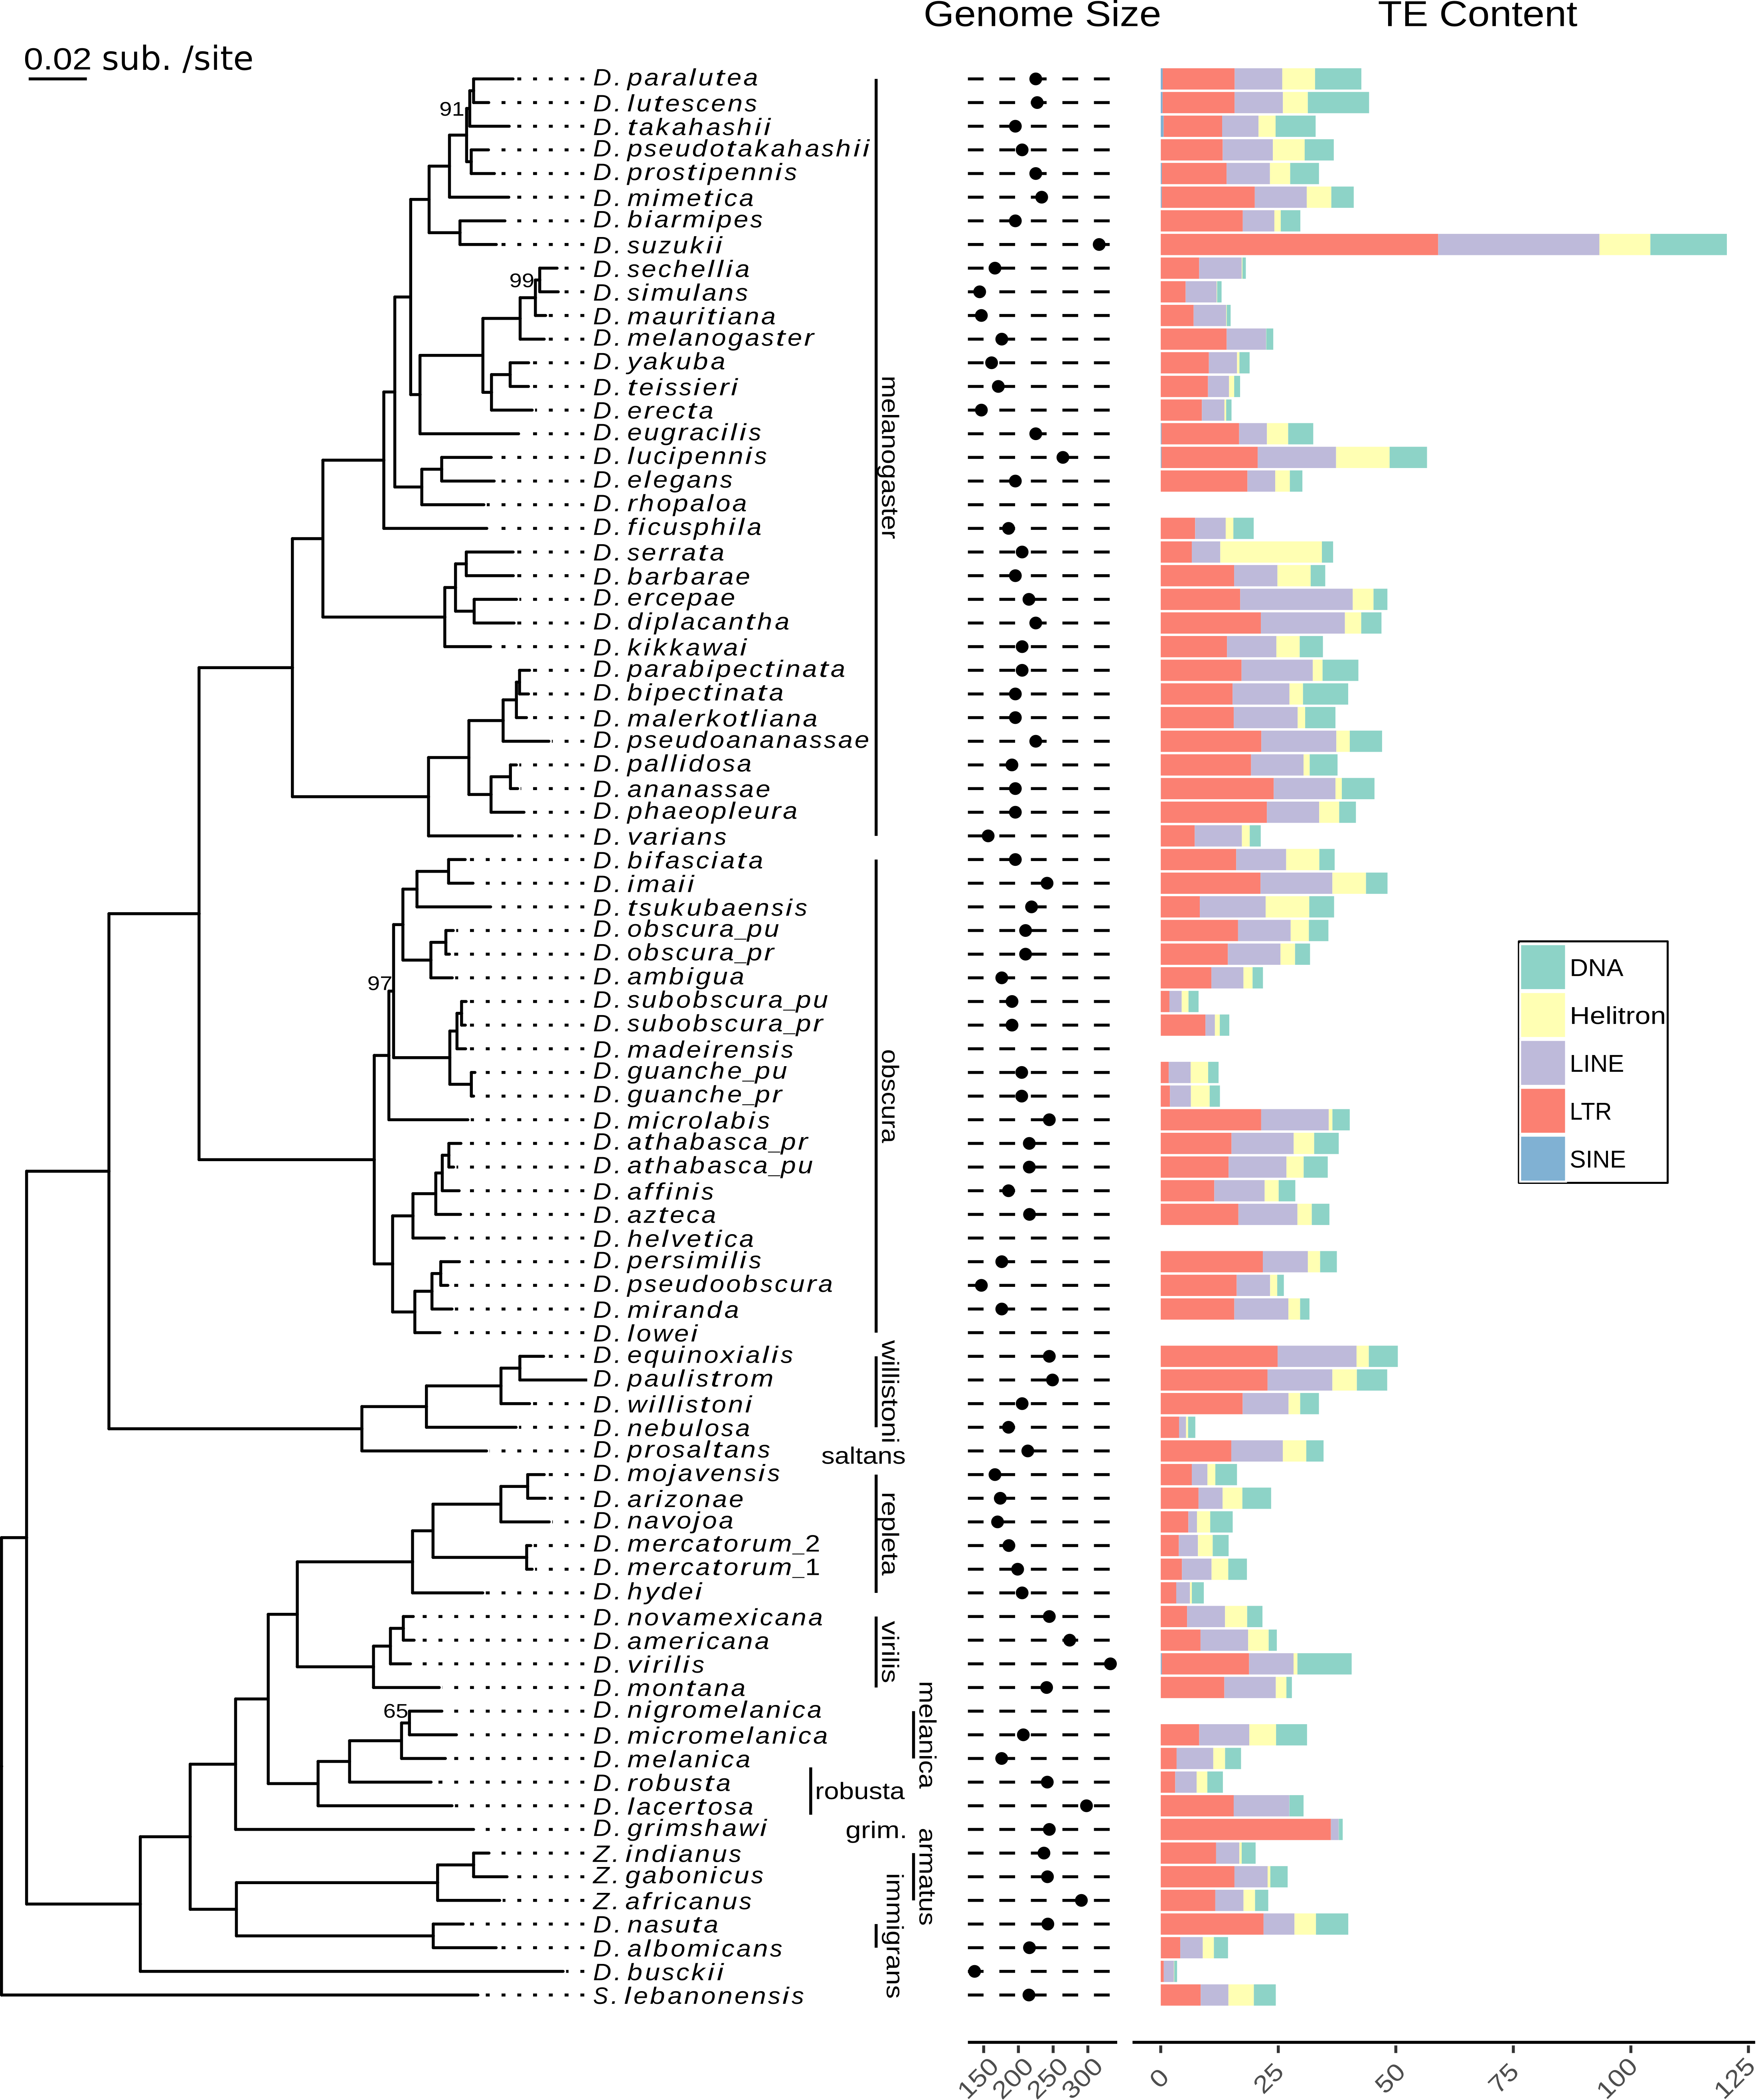 Genome Size
TE Content
0.02 sub. /site
D. paralutea
D. lutescens
91
D. takahashii
D. pseudotakahashii
D. prostipennis
D. mimetica
D. biarmipes
D. suzukii
D. sechellia
99
D. simulans
D. mauritiana
D. melanogaster
D. yakuba
D. teissieri
D. erecta
D. eugracilis
melanogaster
D. lucipennis
D. elegans
D. rhopaloa
D. ficusphila
D. serrata
D. barbarae
D. ercepae
D. diplacantha
D. kikkawai
D. parabipectinata
D. bipectinata
D. malerkotliana
D. pseudoananassae
D. pallidosa
D. ananassae
D. phaeopleura
D. varians
D. bifasciata
D. imaii
D. tsukubaensis
D. obscura_pu
D. obscura_pr
D. ambigua
97
D. subobscura_pu
D. subobscura_pr
D. madeirensis
D. guanche_pu
D. guanche_pr
obscura
D. microlabis
D. athabasca_pr
D. athabasca_pu
D. affinis
D. azteca
D. helvetica
D. persimilis
D. pseudoobscura
D. miranda
D. lowei
DNA
Helitron
LINE
LTR
SINE
D. equinoxialis
D. paulistrom
D. willistoni
D. nebulosa
willistoni
D. prosaltans
saltans
D. mojavensis
D. arizonae
D. navojoa
D. mercatorum_2
D. mercatorum_1
D. hydei
repleta
D. novamexicana
D. americana
D. virilis
D. montana
virilis
D. nigromelanica
65
D. micromelanica
D. melanica
melanica
D. robusta
D. lacertosa
robusta
D. grimshawi
grim.
Z. indianus
Z. gabonicus
Z. africanus
armatus
D. nasuta
D. albomicans
immigrans
D. busckii
S. lebanonensis
150
200
250
300
0
25
50
75
100
125